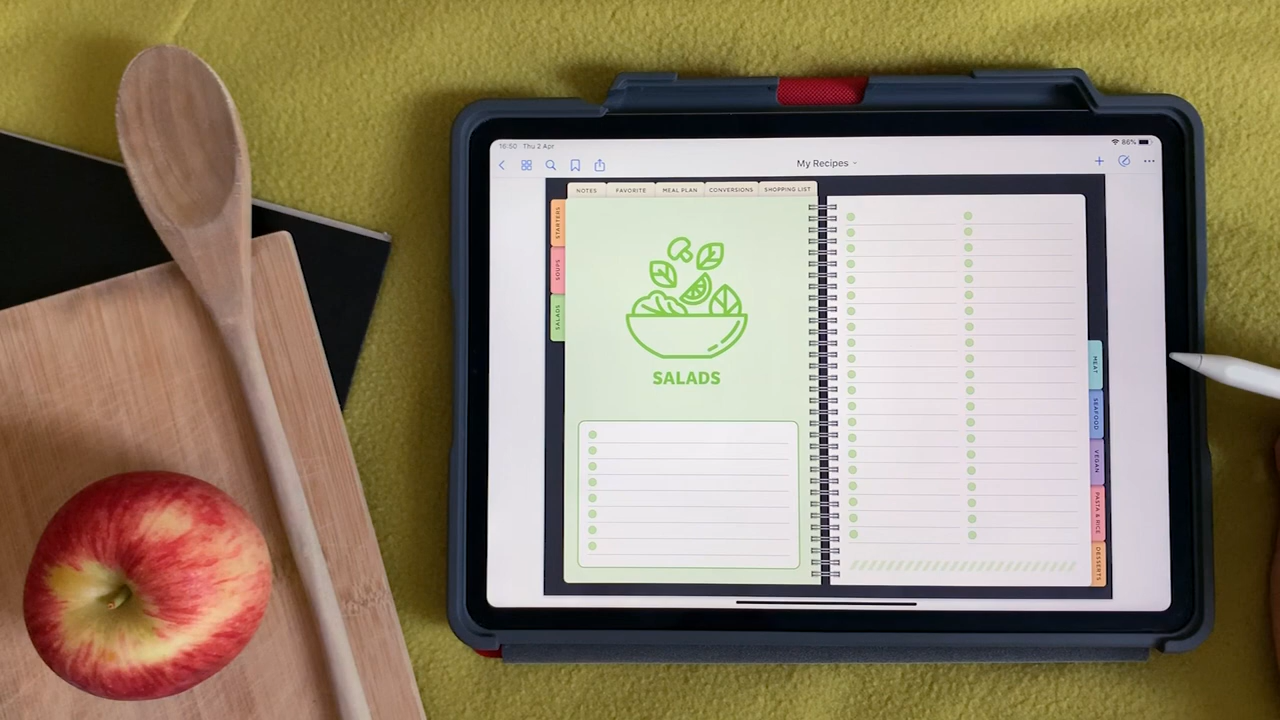 16:50 Thu 2 Apr
86%
My Recipes
NOTES FAVORITE MEAL PLAN CONVERSIONS SHOPPING LIST
STARTERS
SOUPS
SALADS
SALADS
MEAT
SEAFOOD
VEGAN
PASTA & RICE
DESSERTS